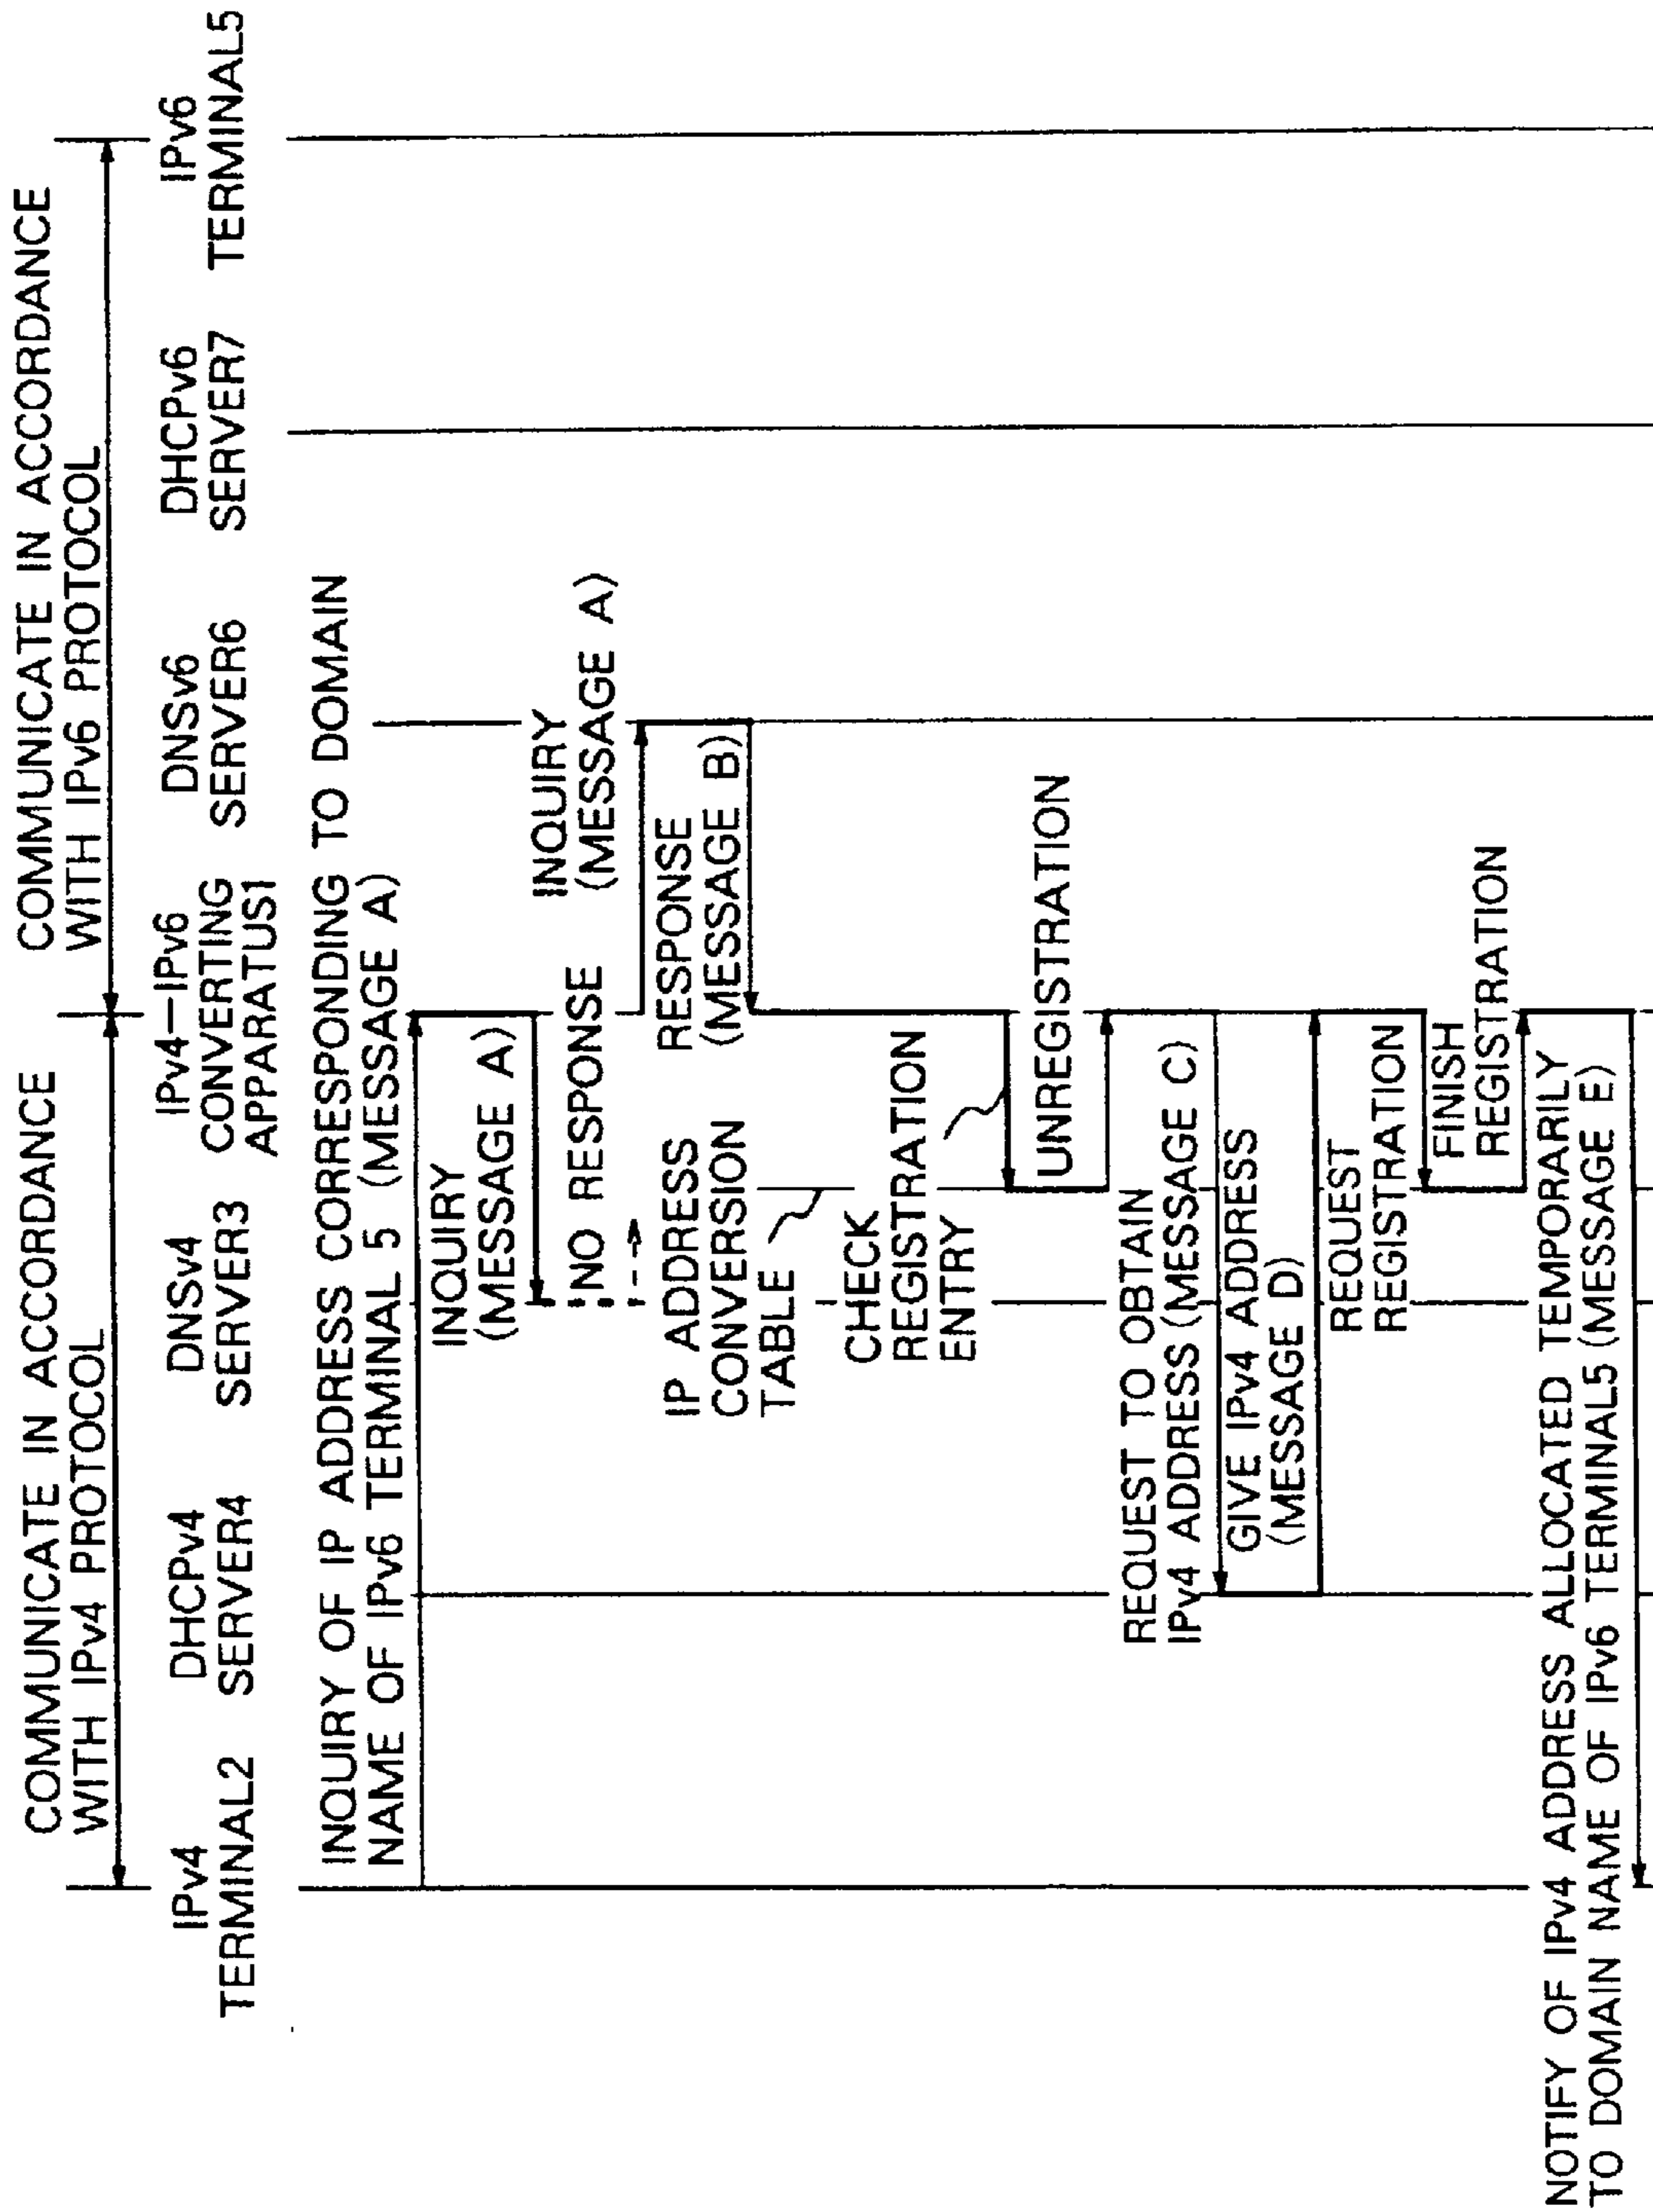 COMMUNICATE IN ACCORDANCE
WITH IPv4 PROTOCOL
COMMUNICATE IN ACCORDANCE
WITH IPv6 PROTOCOL
IPv4
TERMINAL2
DHCPv4
SERVER4
DNSv4
SERVER3
IPv4-IPv6
CONVERTING
APPARATUS1
DNSv6
SERVER6
DHCPv6
SERVER7
IPv6
TERMINAL5
INQUIRY OF IP ADDRESS CORRESPONDING TO DOMAIN
NAME OF IPv6 TERMINAL 5 (MESSAGE A)
INQUIRY
(MESSAGE A)
NO RESPONSE
INQUIRY
(MESSAGE A)
RESPONSE
(MESSAGE B)
IP ADDRESS
CONVERSION
TABLE
CHECK
REGISTRATION
ENTRY
UNREGISTRATION
REQUEST TO OBTAIN
IPv4 ADDRESS (MESSAGE C)
GIVE IPv4 ADDRESS
(MESSAGE D)
REQUEST
REGISTRATION
FINISH
REGISTRATION
NOTIFY OF IPv4 ADDRESS ALLOCATED TEMPORARILY
TO DOMAIN NAME OF IPv6 TERMINAL5 (MESSAGE E)